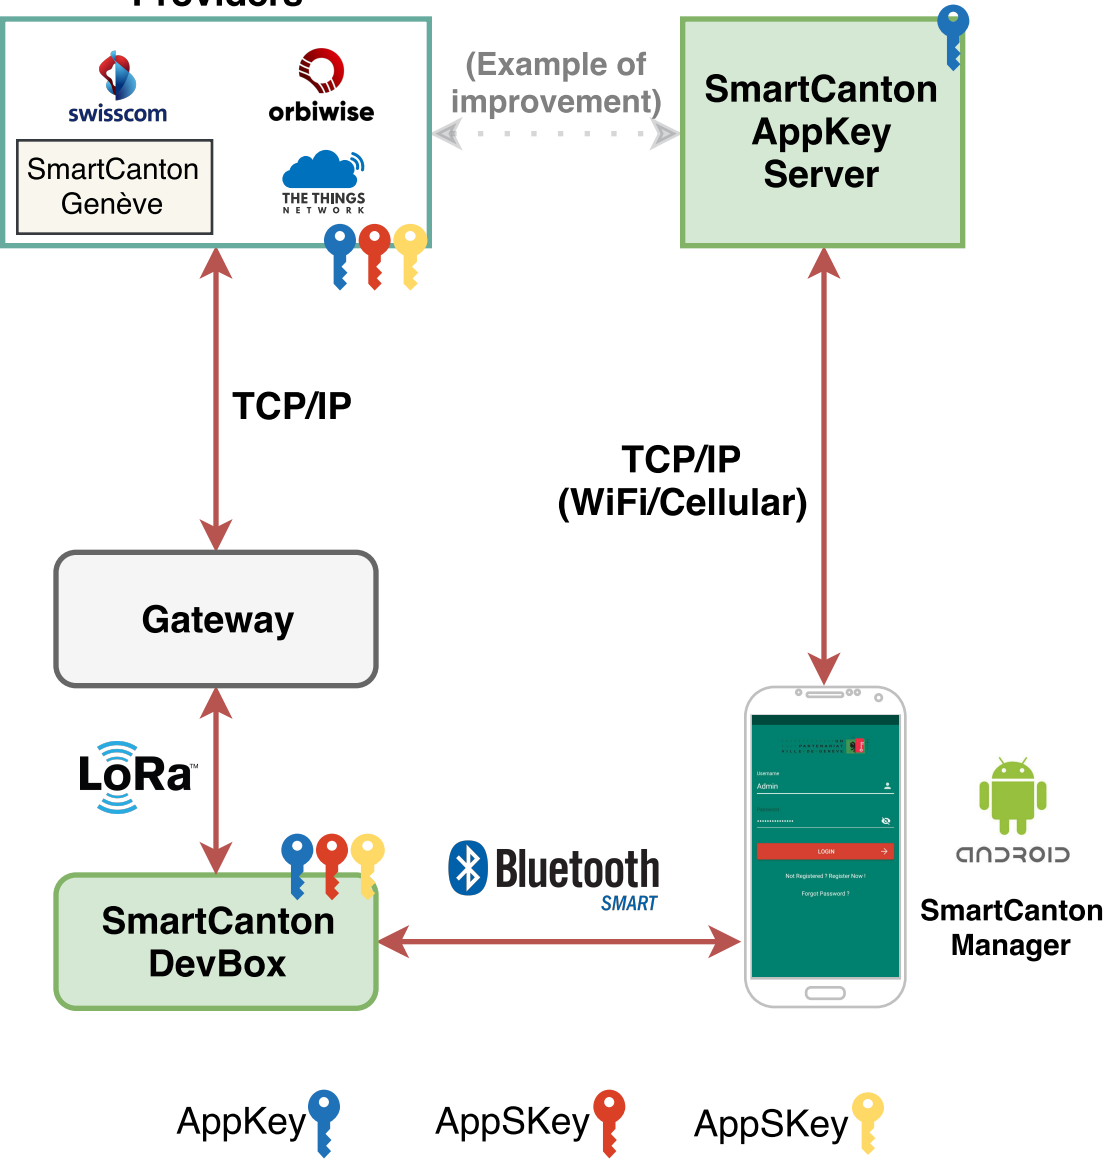 Providers
swisscom
orbiwise
SmartCanton
Genève
THE THINGS
NETWORK
(Example of
improvement)
SmartCanton
AppKey
Server
TCP/IP
TCP/IP
(WiFi/Cellular)
Gateway
LoRa™
Username
Admin
LOGIN
Not Registered ? Register Now !
Forgot Password ?
ANDROID
SmartCanton
Manager
Bluetooth
SMART
SmartCanton
DevBox
AppKey
AppSKey
AppSKey